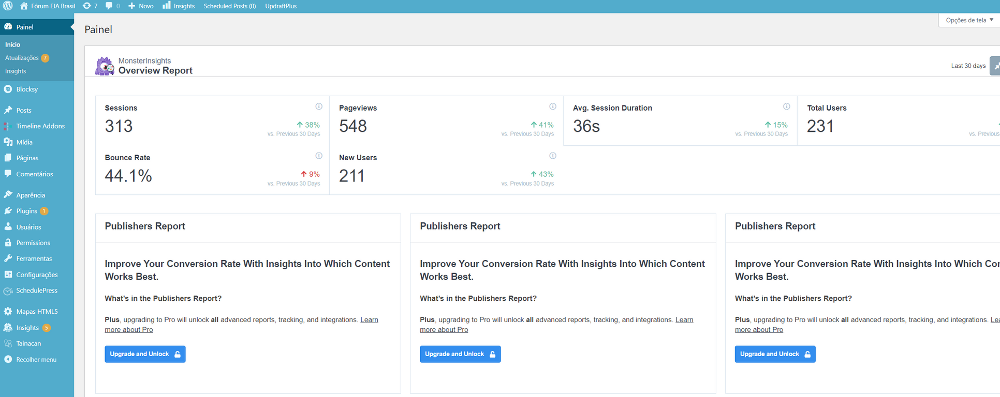 Fórum EJA Brasil 7 0 Novo Insights Scheduled Posts (0) UpdraftPlus
Painel
Início
Atualizações 7
Insights
Blocksy
Posts
Timeline Addons
Mídia
Páginas
Comentários
Aparência
Plugins 1
Usuários
Permissions
Ferramentas
Configurações
SchedulePress
Mapas HTML5
Insights 5
Tainacan
Recolher menu
Opções de tela
Painel
MonsterInsights
Overview Report
Last 30 days
Sessions
313
38%
vs. Previous 30 Days
Pageviews
548
41%
vs. Previous 30 Days
Avg. Session Duration
36s
15%
vs. Previous 30 Days
Total Users
231
vs. Previous
Bounce Rate
44.1%
9%
vs. Previous 30 Days
New Users
211
43%
vs. Previous 30 Days
Publishers Report
Improve Your Conversion Rate With Insights Into Which Content
Works Best.
What's in the Publishers Report?
Plus, upgrading to Pro will unlock all advanced reports, tracking, and integrations. Learn
more about Pro
Upgrade and Unlock
Publishers Report
Improve Your Conversion Rate With Insights Into Which Content
Works Best.
What's in the Publishers Report?
Plus, upgrading to Pro will unlock all advanced reports, tracking, and integrations. Learn
more about Pro
Upgrade and Unlock
Publishers Report
Improve Your Conversion Rate With Insights Into Which
Works Best.
What's in the Publishers Report?
Plus, upgrading to Pro will unlock all advanced reports, tracking, and integrations.
more about Pro
Upgrade and Unlock